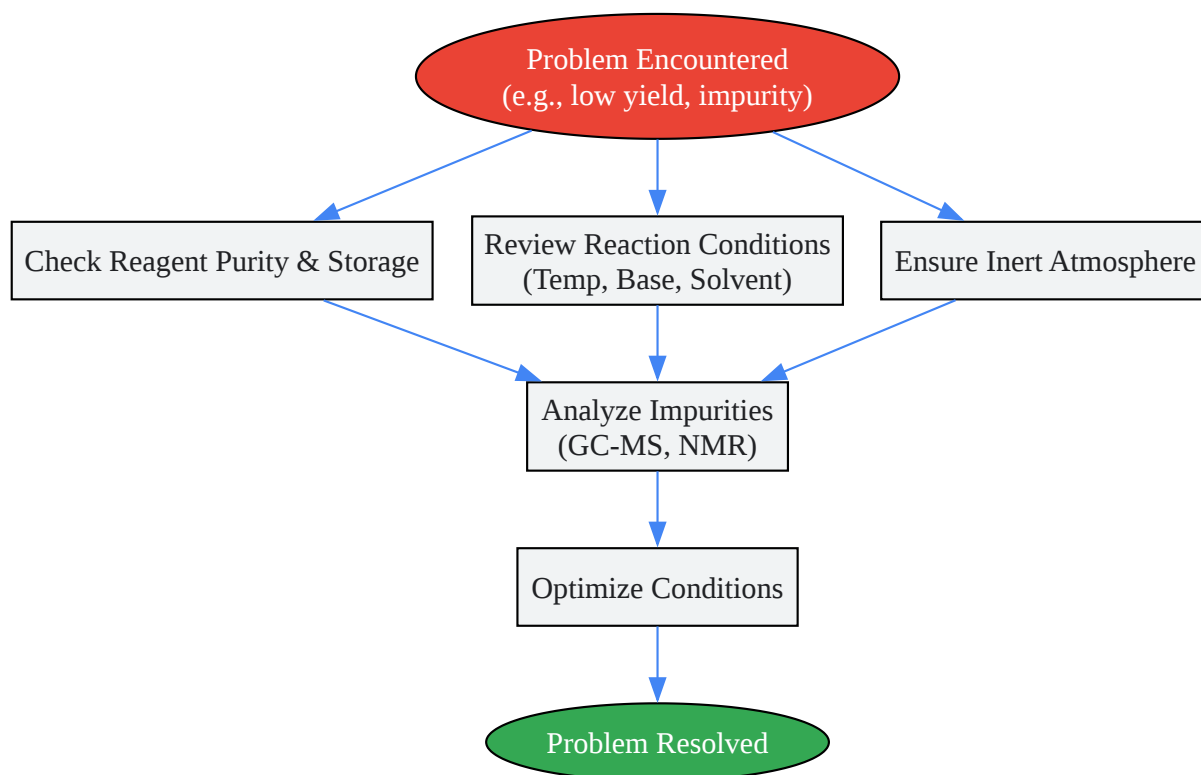 Problem Encountered
(e.g., low yield, impurity)
Check Reagent Purity & Storage
Review Reaction Conditions
(Temp, Base, Solvent)
Ensure Inert Atmosphere
Analyze Impurities
(GC-MS, NMR)
Optimize Conditions
Problem Resolved